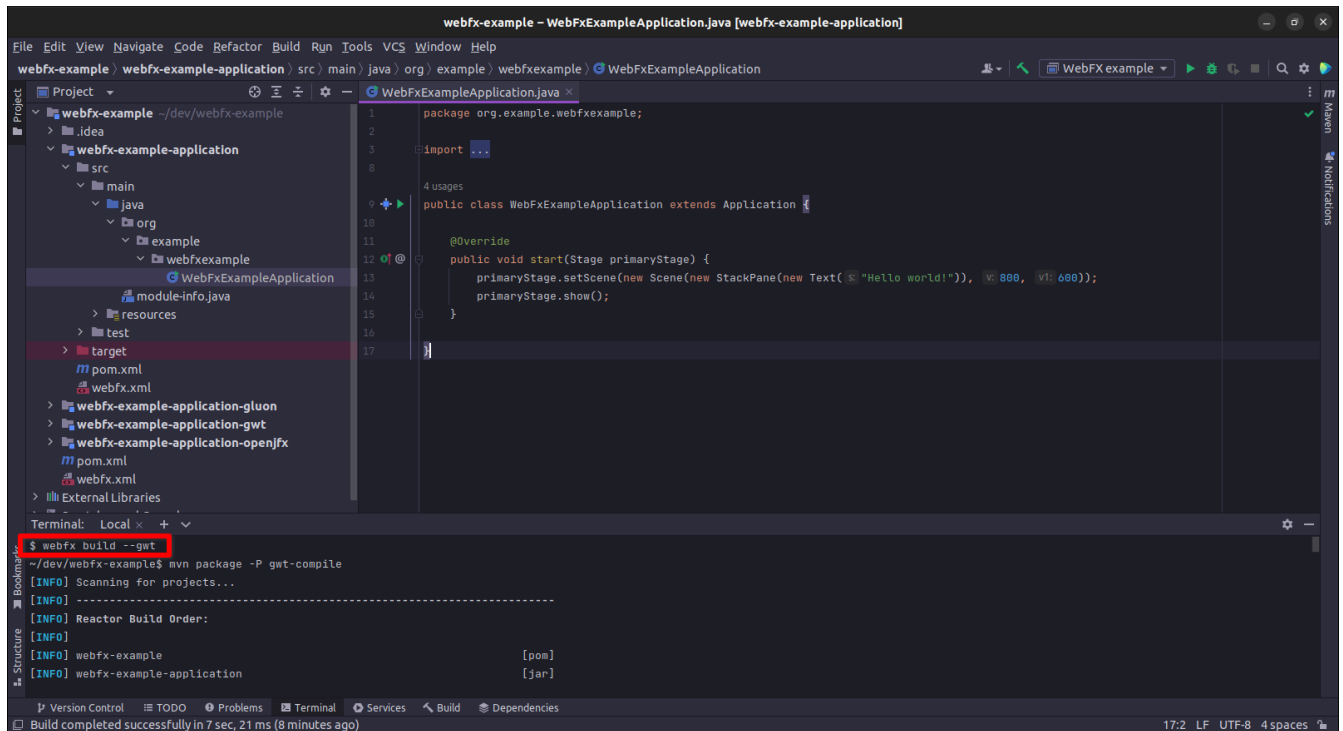 webfx-example – WebFxExampleApplication.java [webfx-example-application]
File Edit View Navigate Code Refactor Build Run Tools VCS Window Help
webfx-example 〉 webfx-example-application 〉 src 〉 main 〉 java 〉 org 〉 example 〉 webfxexample 〉 WebFxExampleApplication
WebFX example
Project
Project
WebFxExampleApplication.java
Maven
Notifications
webfx-example ~/dev/webfx-example
.idea
webfx-example-application
src
main
java
org
example
webfxexample
WebFxExampleApplication
module-info.java
resources
test
target
pom.xml
webfx.xml
webfx-example-application-gluon
webfx-example-application-gwt
webfx-example-application-openjfx
pom.xml
webfx.xml
External Libraries
1 package org.example.webfxexample;
2
3 import ...
8
4 usages
9 public class WebFxExampleApplication extends Application {
10
11 @Override
12 @ public void start(Stage primaryStage) {
13 primaryStage.setScene(new Scene(new StackPane(new Text( s: "Hello world!")), v: 800, v1: 600));
14 primaryStage.show();
15 }
16
17 }
Terminal: Local × + 
$ webfx build --gwt
~/dev/webfx-example$ mvn package -P gwt-compile
[INFO] Scanning for projects...
[INFO] ------------------------------------------------------------------------
[INFO] Reactor Build Order:
[INFO]
[INFO] webfx-example [pom]
[INFO] webfx-example-application [jar]
Bookmarks
Structure
Version Control TODO Problems Terminal Services Build Dependencies
Build completed successfully in 7 sec, 21 ms (8 minutes ago) 17:2 LF UTF-8 4 spaces